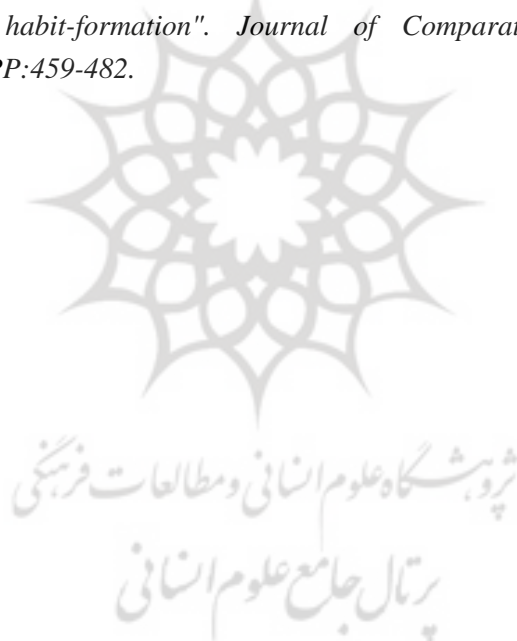 habit-formation". Journal of Comparat
PP:459-482.
پژوهشگاه علوم انسانی و مطالعات فرهنگی
پرتال جامع علوم انسانی